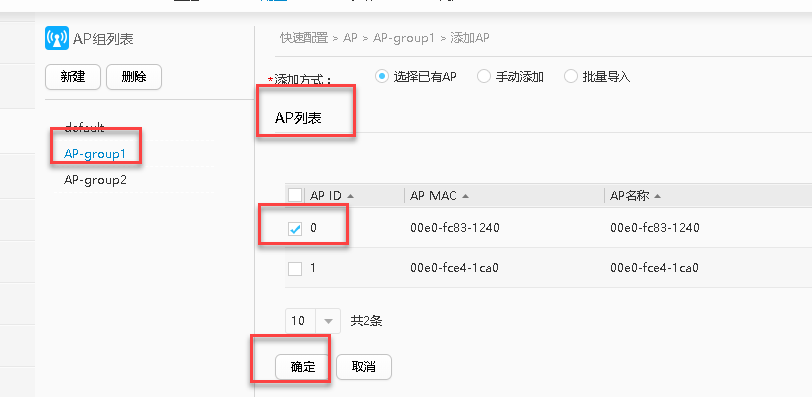 AP组列表
新建 删除
default
AP-group1
AP-group2
快速配置 > AP > AP-group1 > 添加AP
*添加方式： 选择已有AP 手动添加 批量导入
AP列表
AP ID AP MAC AP名称
0 00e0-fc83-1240 00e0-fc83-1240
1 00e0-fce4-1ca0 00e0-fce4-1ca0
10 共2条
确定 取消